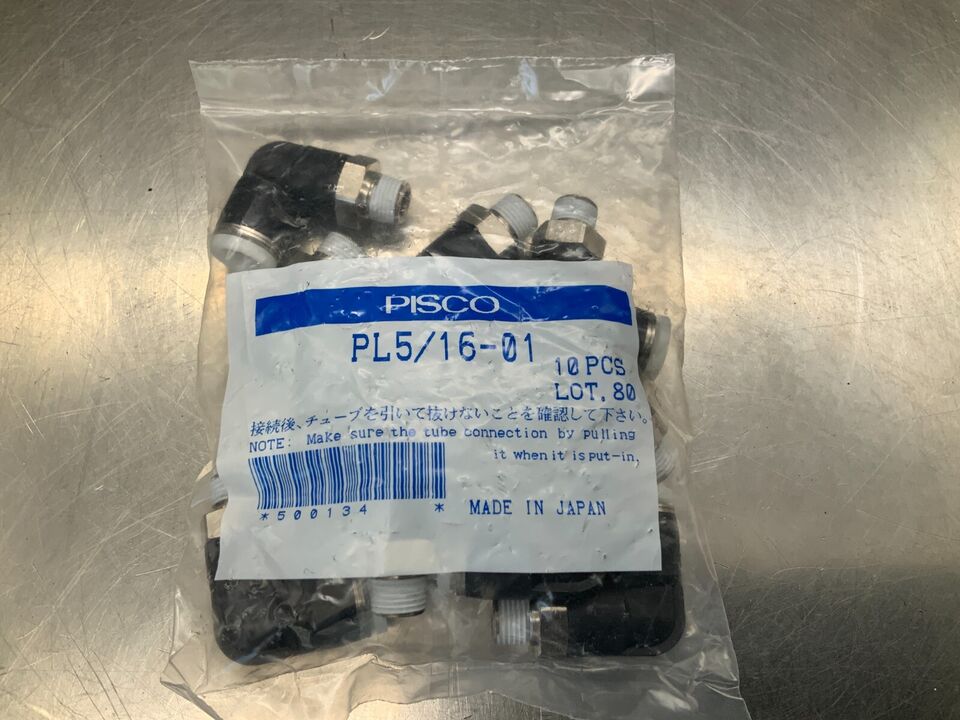 PISCO
PL5/16-01
10 PCS
LOT. 80
接続後、チューブを引いて抜けないことを確認して下さい。
NOTE: Make sure the tube connection by pulling
it when it is put-in.
*500134 *
MADE IN JAPAN